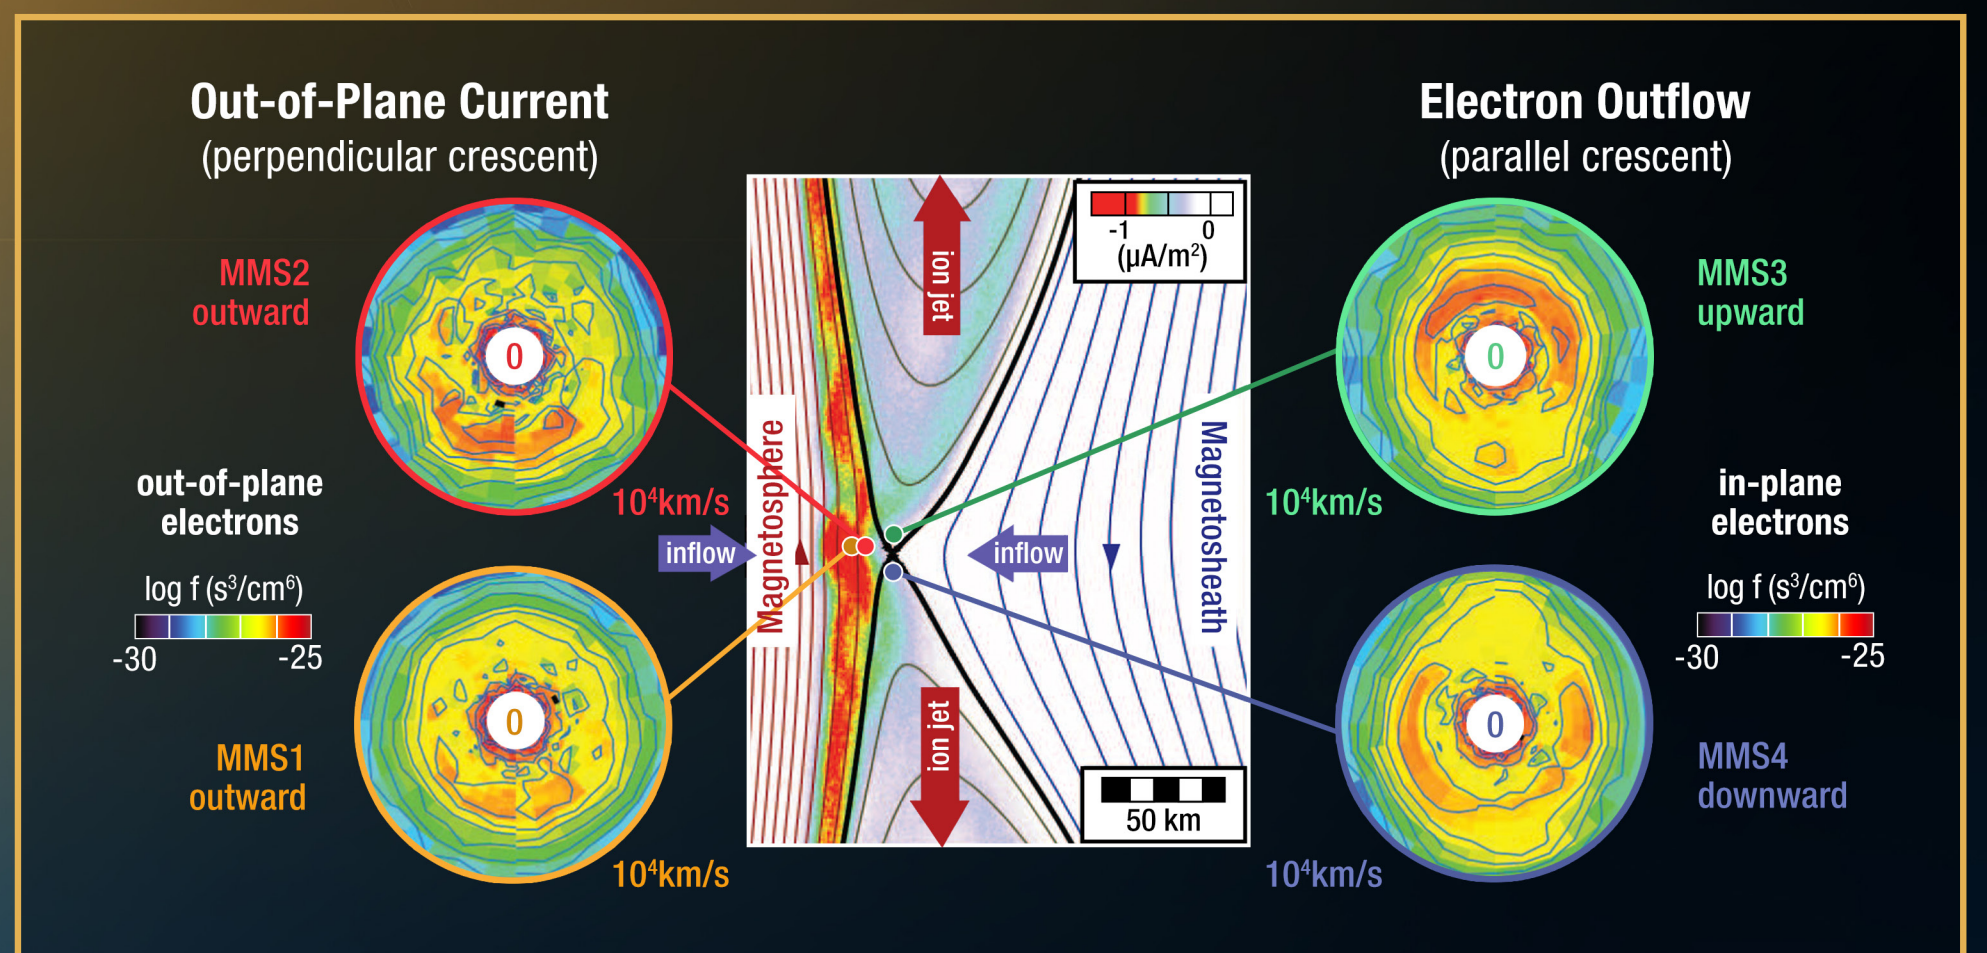 Out-of-Plane Current
(perpendicular crescent)
MMS2
outward
0
10⁴km/s
out-of-plane
electrons
log f (s³/cm⁶)
-30
-25
MMS1
outward
0
10⁴km/s
ion jet
-1
0
(µA/m²)
Magnetosphere
inflow
inflow
Magnetosheath
ion jet
50 km
Electron Outflow
(parallel crescent)
MMS3
upward
0
10⁴km/s
in-plane
electrons
log f (s³/cm⁶)
-30
-25
MMS4
downward
0
10⁴km/s